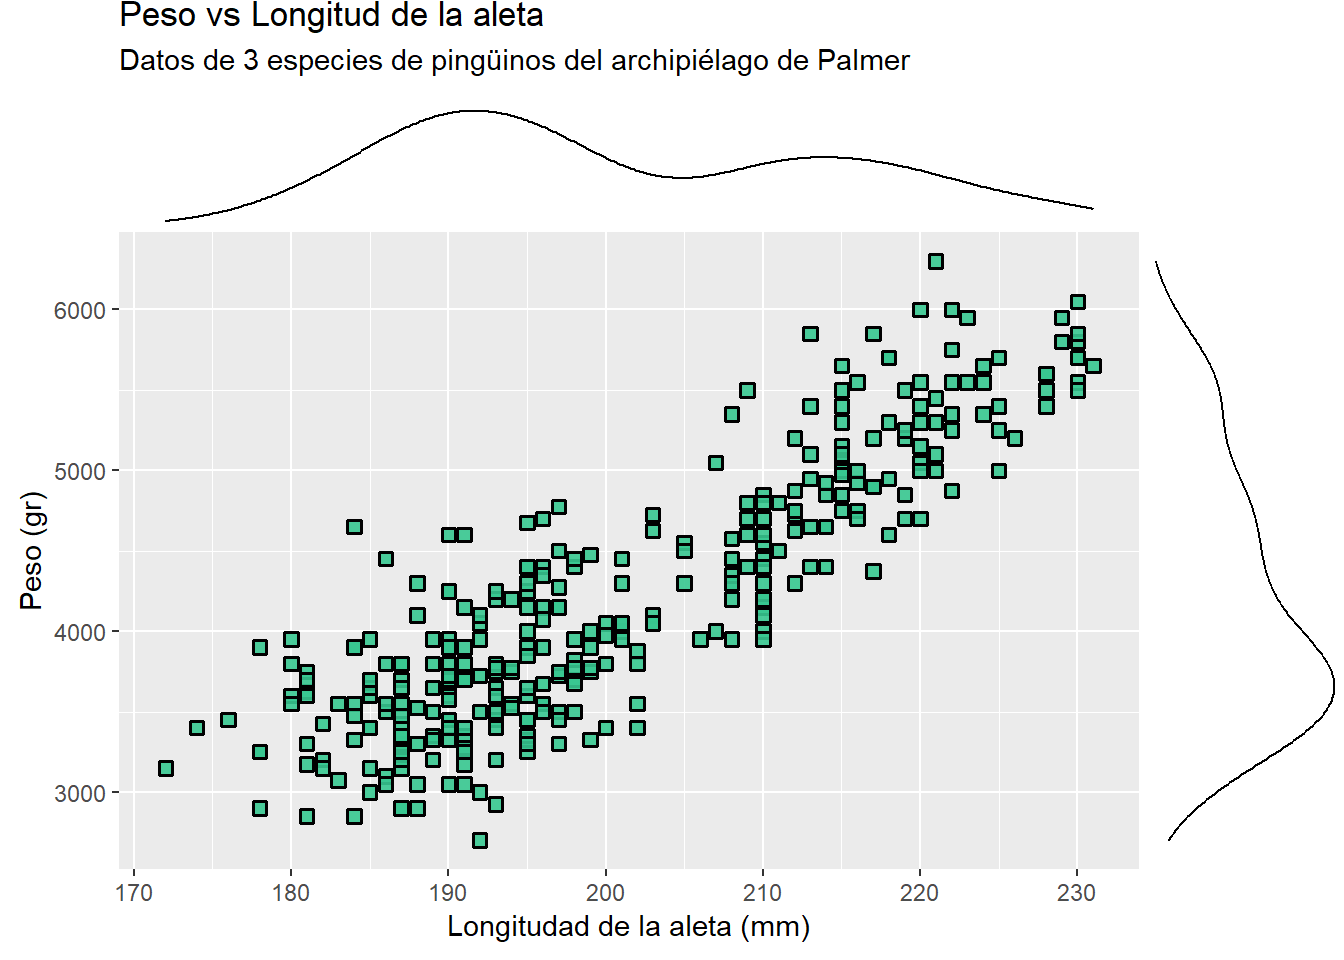 Peso vs Longitud de la aleta
Datos de 3 especies de pingüinos del archipiélago de Palmer
6000
5000
4000
3000
Peso (gr)
170 180 190 200 210 220 230
Longitudad de la aleta (mm)